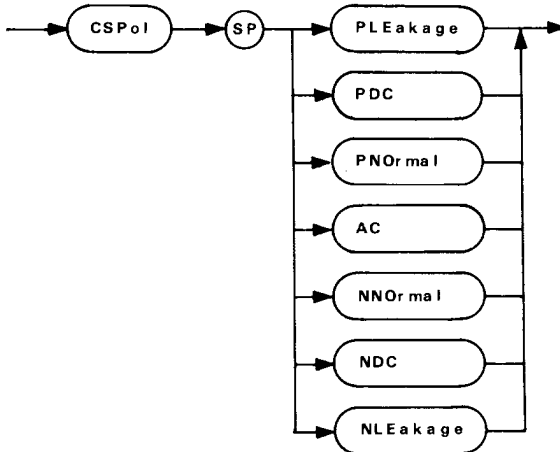 CSPol SP PLEakage
PDC
PNOrmal
AC
NNOrmal
NDC
NLEakage